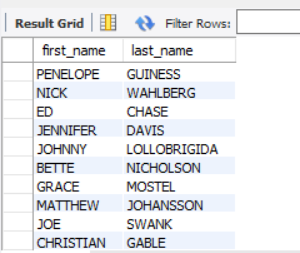 Result Grid Filter Rows:
first_name last_name
PENELOPE GUINESS
NICK WAHLBERG
ED CHASE
JENNIFER DAVIS
JOHNNY LOLLOBRIGIDA
BETTE NICHOLSON
GRACE MOSTEL
MATTHEW JOHANSSON
JOE SWANK
CHRISTIAN GABLE